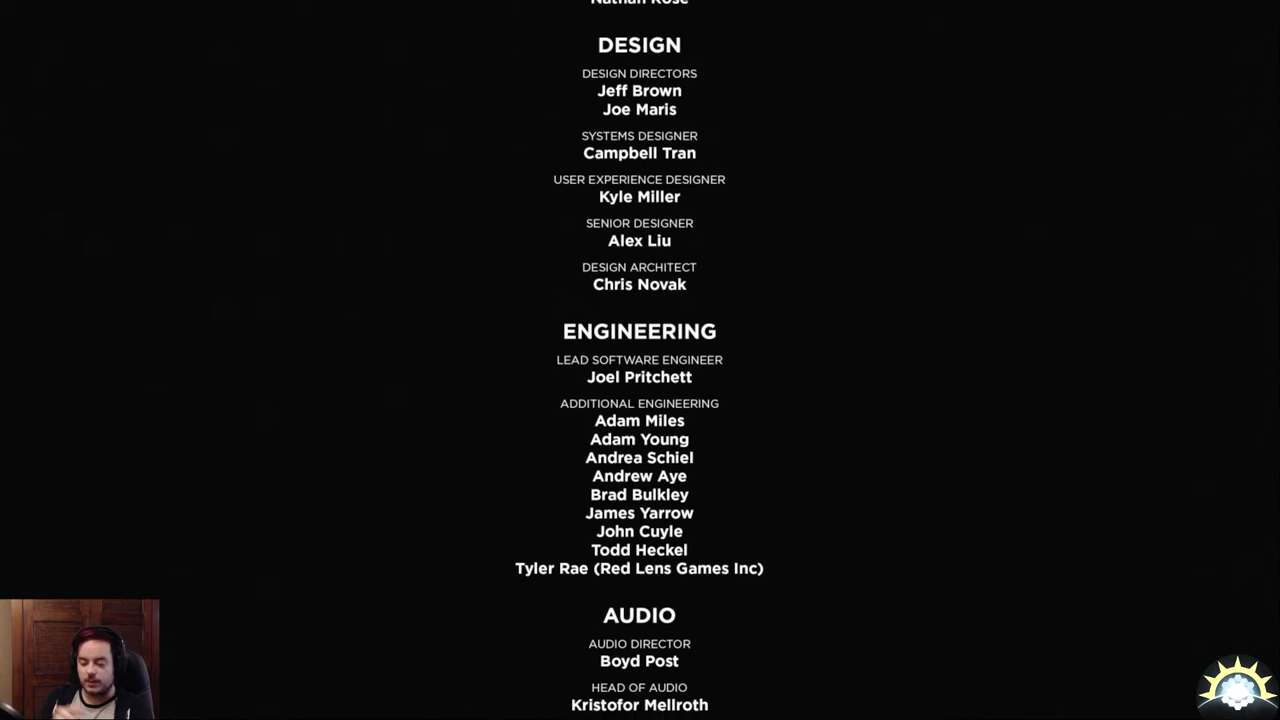 Nathan Rose
DESIGN
DESIGN DIRECTORS
Jeff Brown
Joe Maris
SYSTEMS DESIGNER
Campbell Tran
USER EXPERIENCE DESIGNER
Kyle Miller
SENIOR DESIGNER
Alex Liu
DESIGN ARCHITECT
Chris Novak
ENGINEERING
LEAD SOFTWARE ENGINEER
Joel Pritchett
ADDITIONAL ENGINEERING
Adam Miles
Adam Young
Andrea Schiel
Andrew Aye
Brad Bulkley
James Yarrow
John Cuyle
Todd Heckel
Tyler Rae (Red Lens Games Inc)
AUDIO
AUDIO DIRECTOR
Boyd Post
HEAD OF AUDIO
Kristofor Mellroth